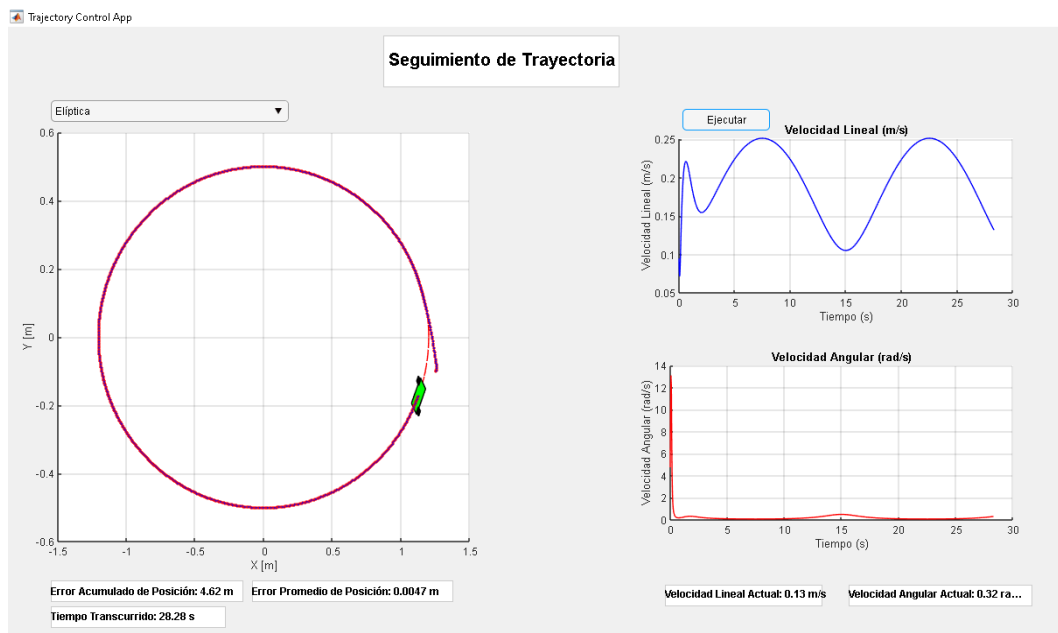 Trajectory Control App
Seguimiento de Trayectoria
Elíptica
Ejecutar
0.6
0.4
0.2
0
-0.2
-0.4
-0.6
Y [m]
-1.5 -1 -0.5 0 0.5 1 1.5
X [m]
Velocidad Lineal (m/s)
0.25
0.2
0.15
0.1
0.05
Velocidad Lineal (m/s)
0 5 10 15 20 25 30
Tiempo (s)
Velocidad Angular (rad/s)
14
12
10
8
6
4
2
0
Velocidad Angular (rad/s)
0 5 10 15 20 25 30
Tiempo (s)
Error Acumulado de Posición: 4.62 m
Error Promedio de Posición: 0.0047 m
Tiempo Transcurrido: 28.28 s
Velocidad Lineal Actual: 0.13 m/s
Velocidad Angular Actual: 0.32 ra...